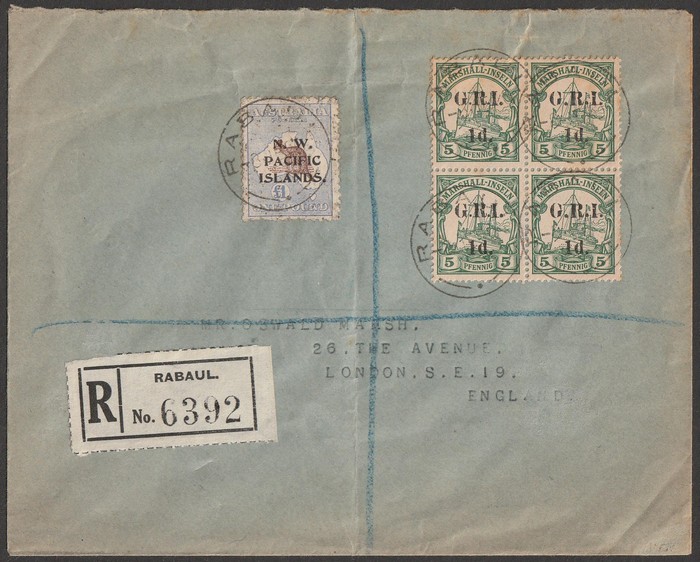 RABAUL
N. W.
PACIFIC
ISLANDS.
£1
MARSHALL-INSELN
G.R.I.
1d.
5 PFENNIG 5
MARSHALL-INSELN
G.R.I.
1d.
5 PFENNIG 5
MARSHALL-INSELN
G.R.I.
1d.
5 PFENNIG 5
MARSHALL-INSELN
G.R.I.
1d.
5 PFENNIG 5
MR. OSWALD MARSH.
26. THE AVENUE.
LONDON. S.E. 19.
ENGLAND.
R
RABAUL.
No. 6392